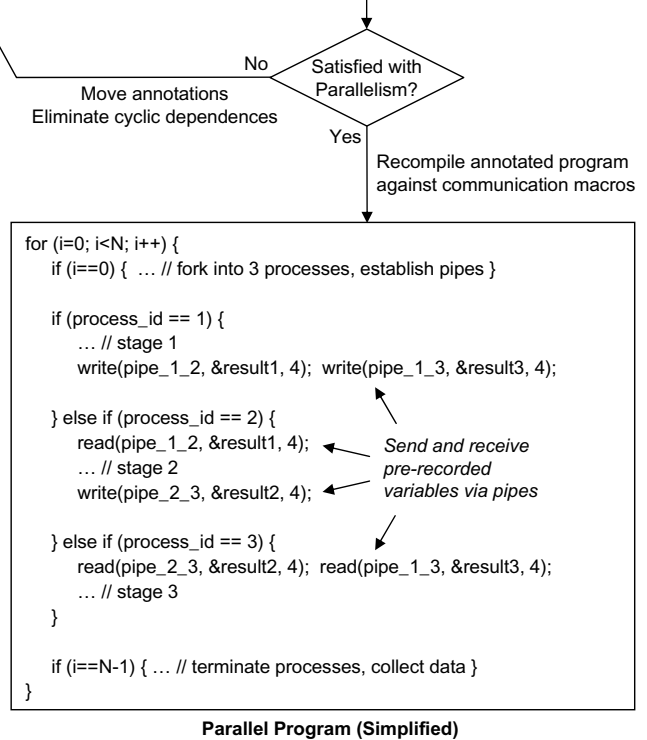 Satisfied with
Parallelism?
No
Move annotations
Eliminate cyclic dependences
Yes
Recompile annotated program
against communication macros
for (i=0; i<N; i++) {
if (i==0) { … // fork into 3 processes, establish pipes }
if (process_id == 1) {
… // stage 1
write(pipe_1_2, &result1, 4); write(pipe_1_3, &result3, 4);
} else if (process_id == 2) {
read(pipe_1_2, &result1, 4);
… // stage 2
write(pipe_2_3, &result2, 4);
Send and receive
pre-recorded
variables via pipes
} else if (process_id == 3) {
read(pipe_2_3, &result2, 4); read(pipe_1_3, &result3, 4);
… // stage 3
}
if (i==N-1) { … // terminate processes, collect data }
}
Parallel Program (Simplified)